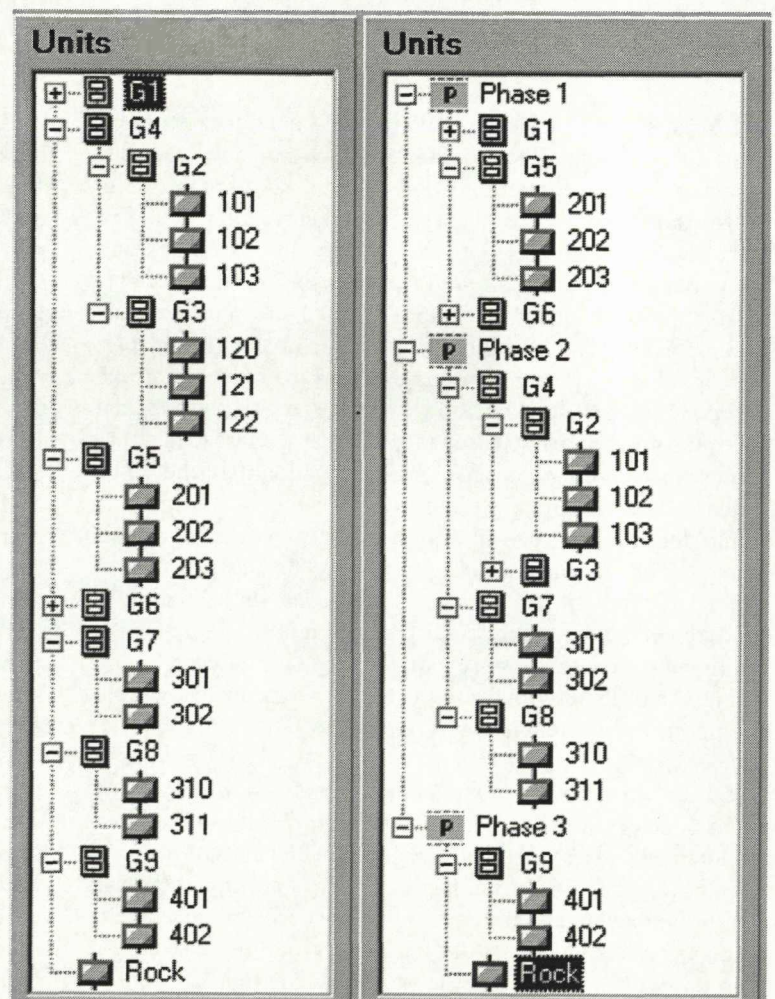 Units
G1
G4
G2
101
102
103
G3
120
121
122
G5
201
202
203
G6
G7
301
302
G8
310
311
G9
401
402
Rock
Units
P Phase 1
G1
G5
201
202
203
G6
P Phase 2
G4
G2
101
102
103
G3
G7
301
302
G8
310
311
P Phase 3
G9
401
402
Rock